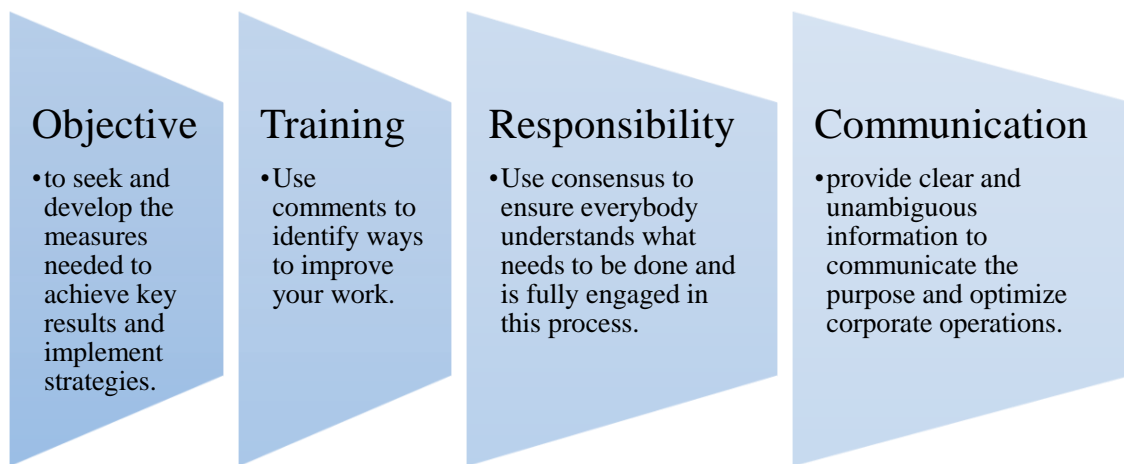 Objective
•to seek and
develop the
measures
needed to
achieve key
results and
implement
strategies.
Training
•Use
comments to
identify ways
to improve
your work.
Responsibility
•Use consensus to
ensure everybody
understands what
needs to be done and
is fully engaged in
this process.
Communication
•provide clear and
unambiguous
information to
communicate the
purpose and optimize
corporate operations.